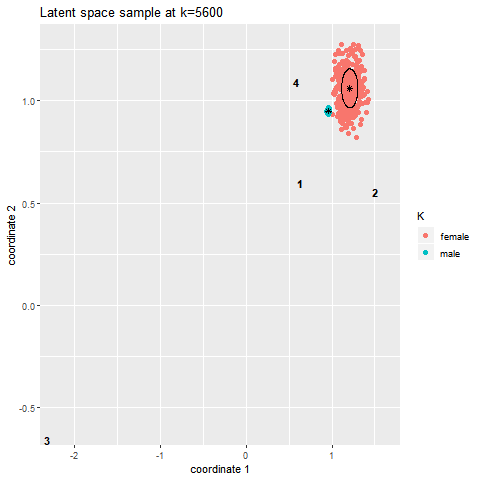 Latent space sample at k=5600
4
1.0
1
2
0.5
coordinate 2
K
female
male
0.0
-0.5
3
-2
-1
0
1
coordinate 1